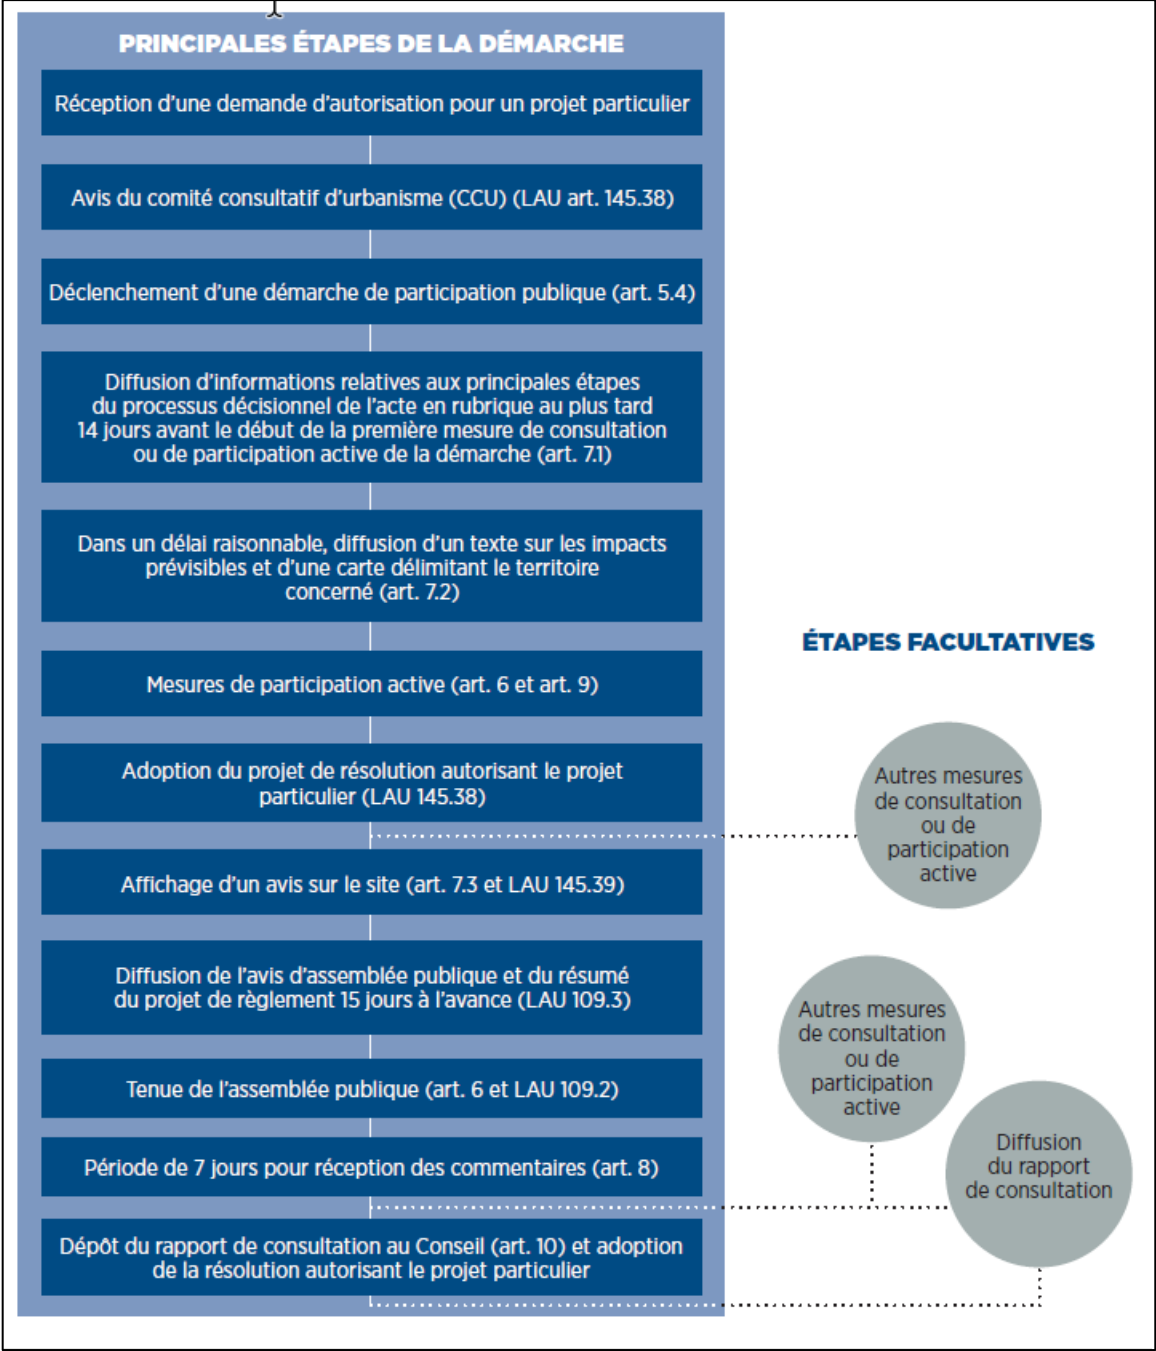 PRINCIPALES ÉTAPES DE LA DÉMARCHE
Réception d'une demande d'autorisation pour un projet particulier
Avis du comité consultatif d'urbanisme (CCU) (LAU art. 145.38)
Déclenchement d'une démarche de participation publique (art. 5.4)
Diffusion d'informations relatives aux principales étapes
du processus décisionnel de l'acte en rubrique au plus tard
14 jours avant le début de la première mesure de consultation
ou de participation active de la démarche (art. 7.1)
Dans un délai raisonnable, diffusion d'un texte sur les impacts
prévisibles et d'une carte délimitant le territoire
concerné (art. 7.2)
Mesures de participation active (art. 6 et art. 9)
Adoption du projet de résolution autorisant le projet
particulier (LAU 145.38)
Affichage d'un avis sur le site (art. 7.3 et LAU 145.39)
Diffusion de l'avis d'assemblée publique et du résumé
du projet de règlement 15 jours à l'avance (LAU 109.3)
Tenue de l'assemblée publique (art. 6 et LAU 109.2)
Période de 7 jours pour réception des commentaires (art. 8)
Dépôt du rapport de consultation au Conseil (art. 10) et adoption
de la résolution autorisant le projet particulier
ÉTAPES FACULTATIVES
Autres mesures
de consultation
ou de
participation
active
Autres mesures
de consultation
ou de
participation
active
Diffusion
du rapport
de consultation